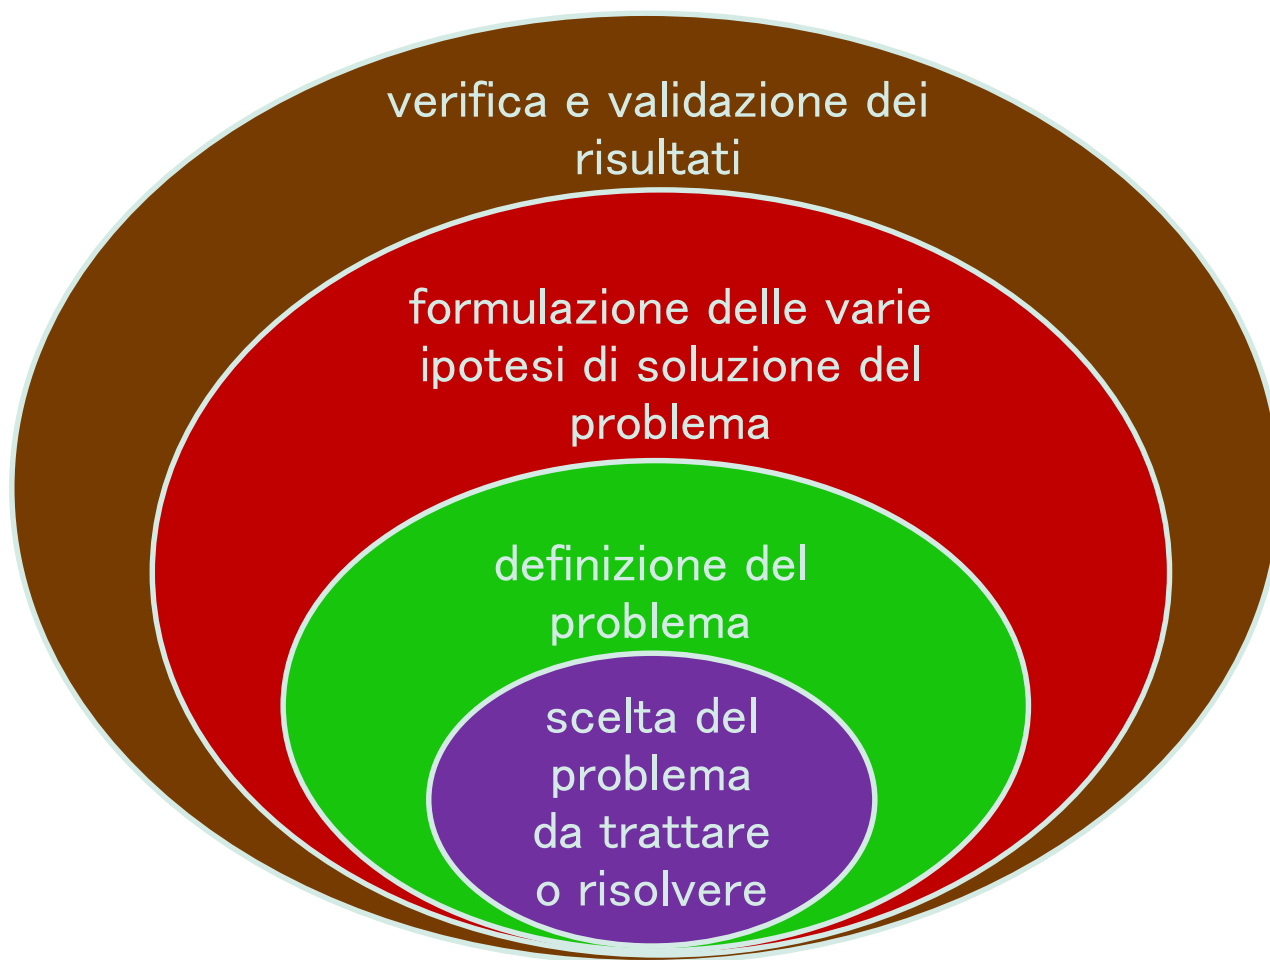 verifica e validazione dei
risultati
formulazione delle varie
ipotesi di soluzione del
problema
definizione del
problema
scelta del
problema
da trattare
o risolvere